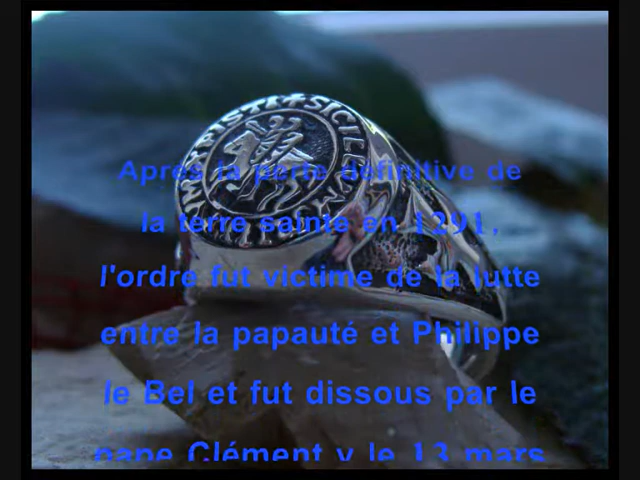 Après la perte définitive de
la terre sainte en 1291,
l'ordre fut victime de la lutte
entre la papauté et Philippe
le Bel et fut dissous par le
pape Clément v le 13 mars